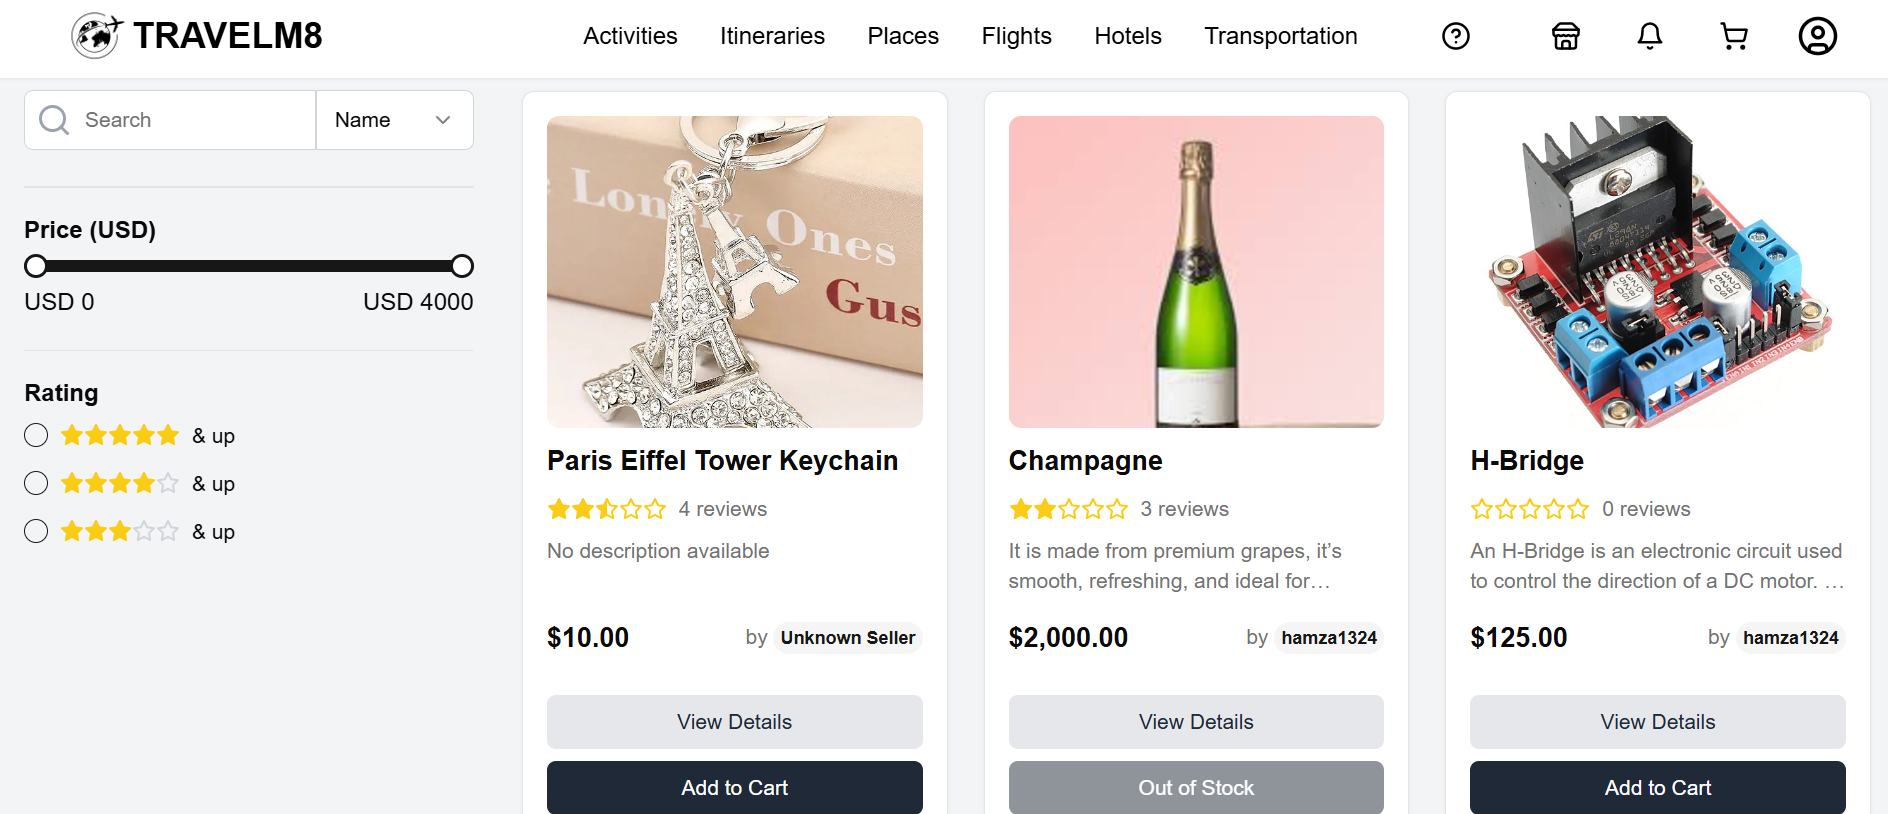 TRAVELM8
Activities
Itineraries
Places
Flights
Hotels
Transportation
Search
Name
Price (USD)
USD 0
USD 4000
Rating
& up
& up
& up
Lonely Ones
Gus
Paris Eiffel Tower Keychain
4 reviews
No description available
$10.00
by Unknown Seller
View Details
Add to Cart
Champagne
3 reviews
It is made from premium grapes, it’s
smooth, refreshing, and ideal for…
$2,000.00
by hamza1324
View Details
Out of Stock
H-Bridge
0 reviews
An H-Bridge is an electronic circuit used
to control the direction of a DC motor. …
$125.00
by hamza1324
View Details
Add to Cart